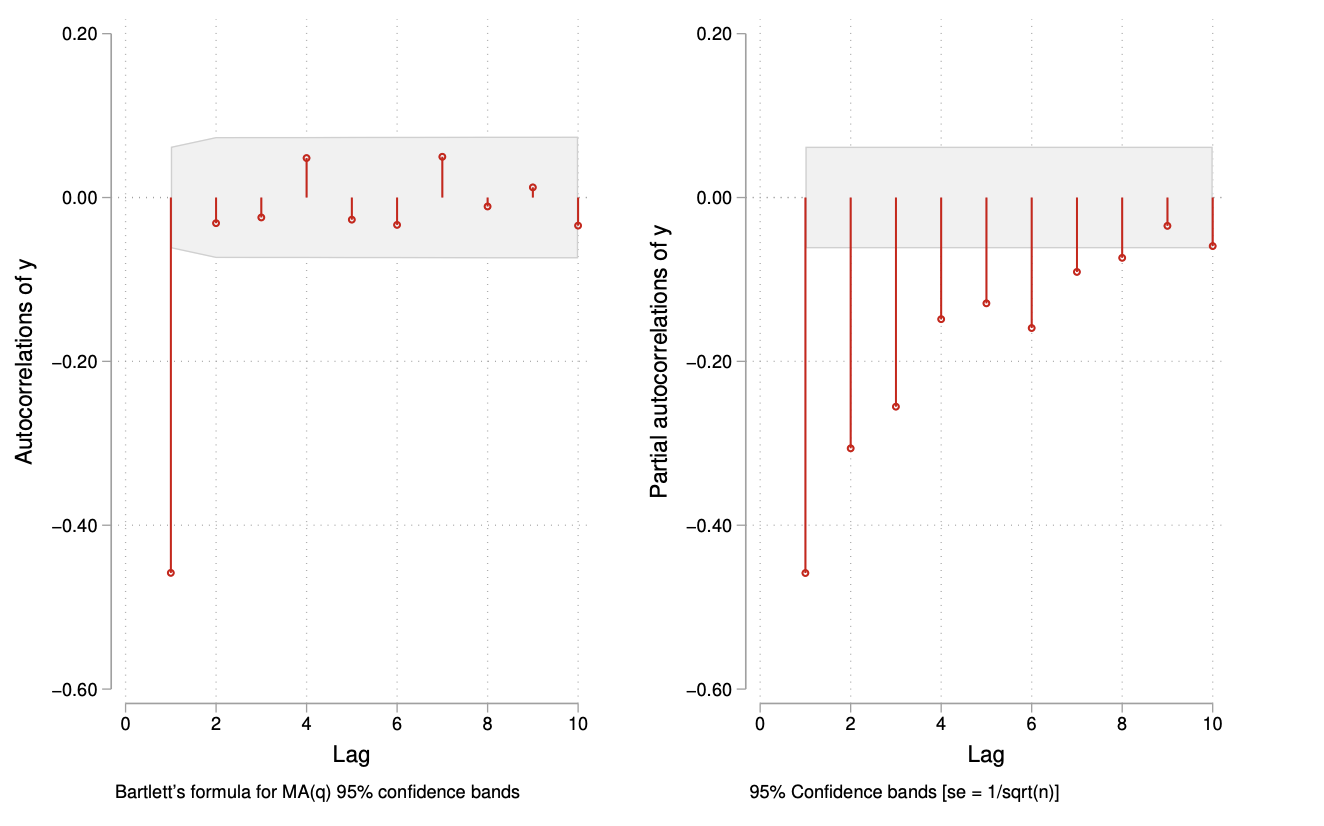 0.20
0.00
−0.20
−0.40
−0.60
Autocorrelations of y
0 2 4 6 8 10
Lag
Bartlett's formula for MA(q) 95% confidence bands
0.20
0.00
−0.20
−0.40
−0.60
Partial autocorrelations of y
0 2 4 6 8 10
Lag
95% Confidence bands [se = 1/sqrt(n)]